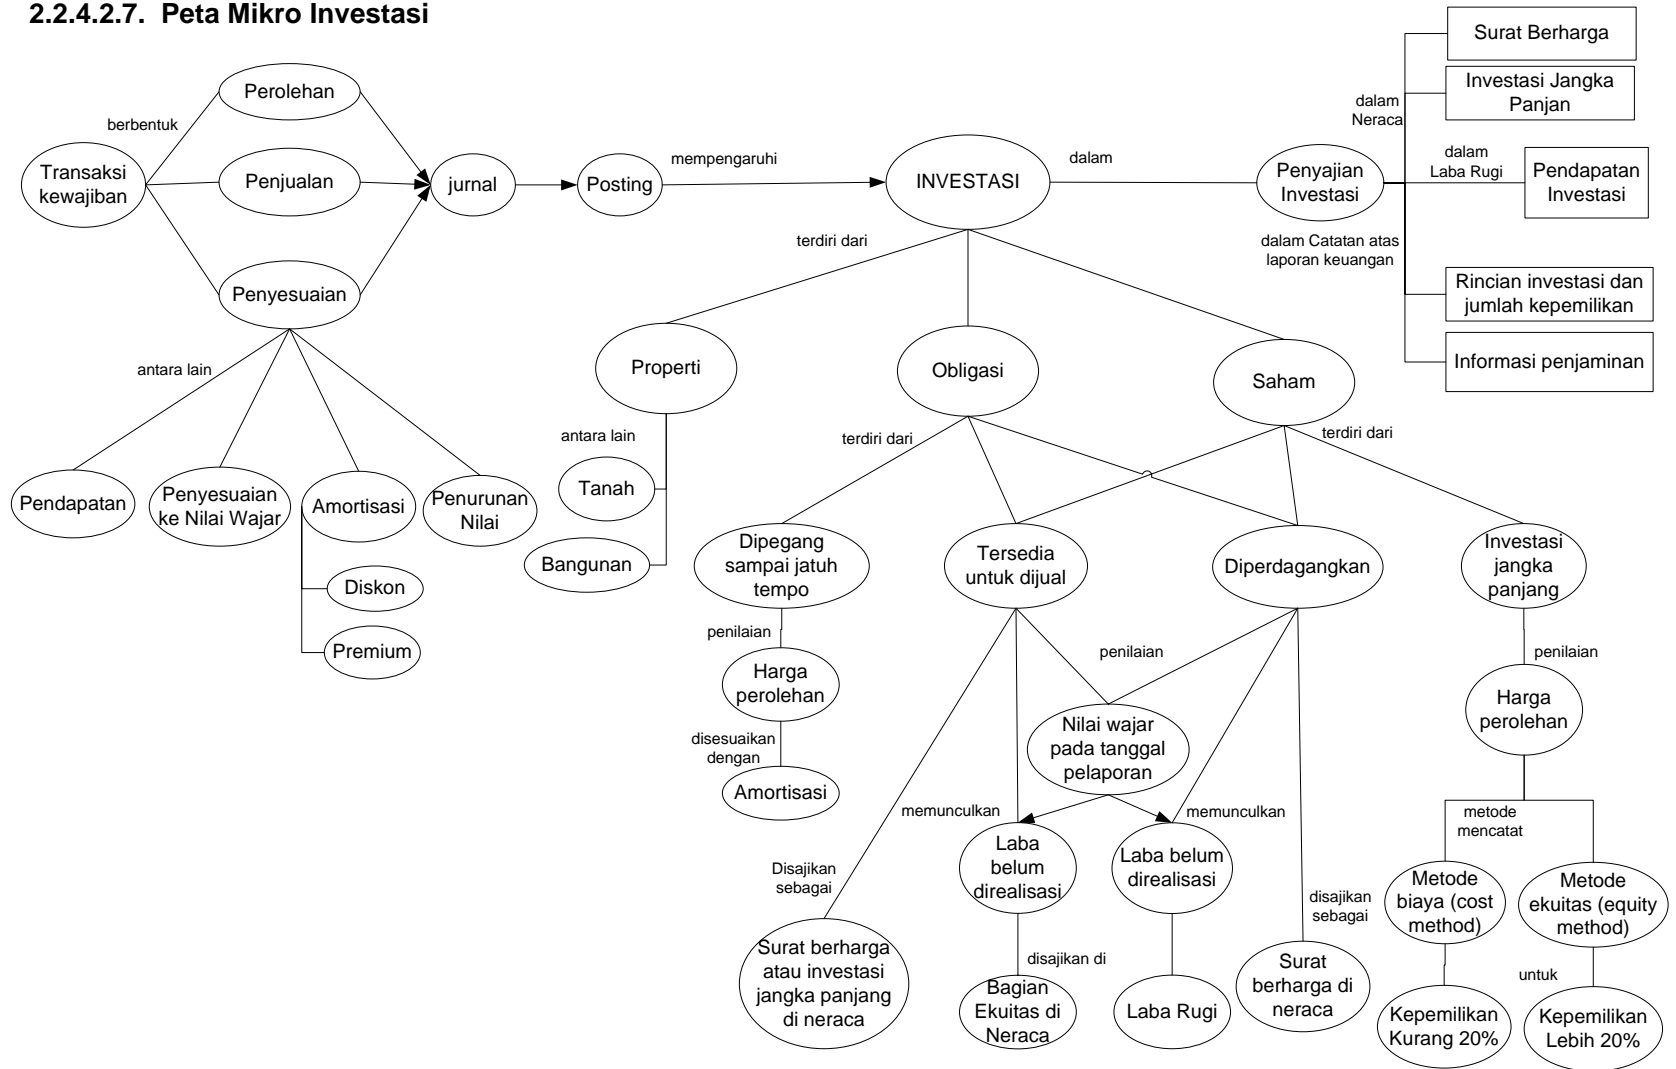 2.2.4.2.7. Peta Mikro Investasi
Transaksi
kewajiban
berbentuk
Perolehan
Penjualan
Penyesuaian
jurnal
Posting
mempengaruhi
INVESTASI
dalam
Penyajian
Investasi
dalam
Neraca
Surat Berharga
Investasi Jangka
Panjan
dalam
Laba Rugi
Pendapatan
Investasi
dalam Catatan atas
laporan keuangan
Rincian investasi dan
jumlah kepemilikan
Informasi penjaminan
antara lain
Pendapatan
Penyesuaian
ke Nilai Wajar
Amortisasi
Penurunan
Nilai
Diskon
Premium
terdiri dari
Properti
Obligasi
Saham
antara lain
Tanah
Bangunan
terdiri dari
terdiri dari
Dipegang
sampai jatuh
tempo
Tersedia
untuk dijual
Diperdagangkan
Investasi
jangka
panjang
penilaian
Harga
perolehan
disesuaikan
dengan
Amortisasi
penilaian
Nilai wajar
pada tanggal
pelaporan
penilaian
Harga
perolehan
memunculkan
memunculkan
Laba
belum
direalisasi
Laba belum
direalisasi
Disajikan
sebagai
Surat berharga
atau investasi
jangka panjang
di neraca
disajikan di
Bagian
Ekuitas di
Neraca
Laba Rugi
disajikan
sebagai
Surat
berharga di
neraca
metode
mencatat
Metode
biaya (cost
method)
Metode
ekuitas (equity
method)
untuk
Kepemilikan
Kurang 20%
Kepemilikan
Lebih 20%